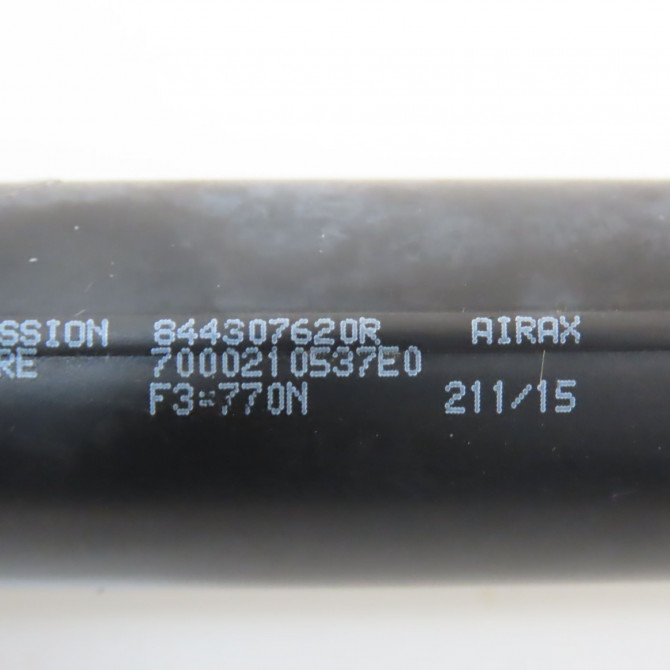 SSION 844307620R AIRAX
RE 7000210537E0
F3=770N 211/15